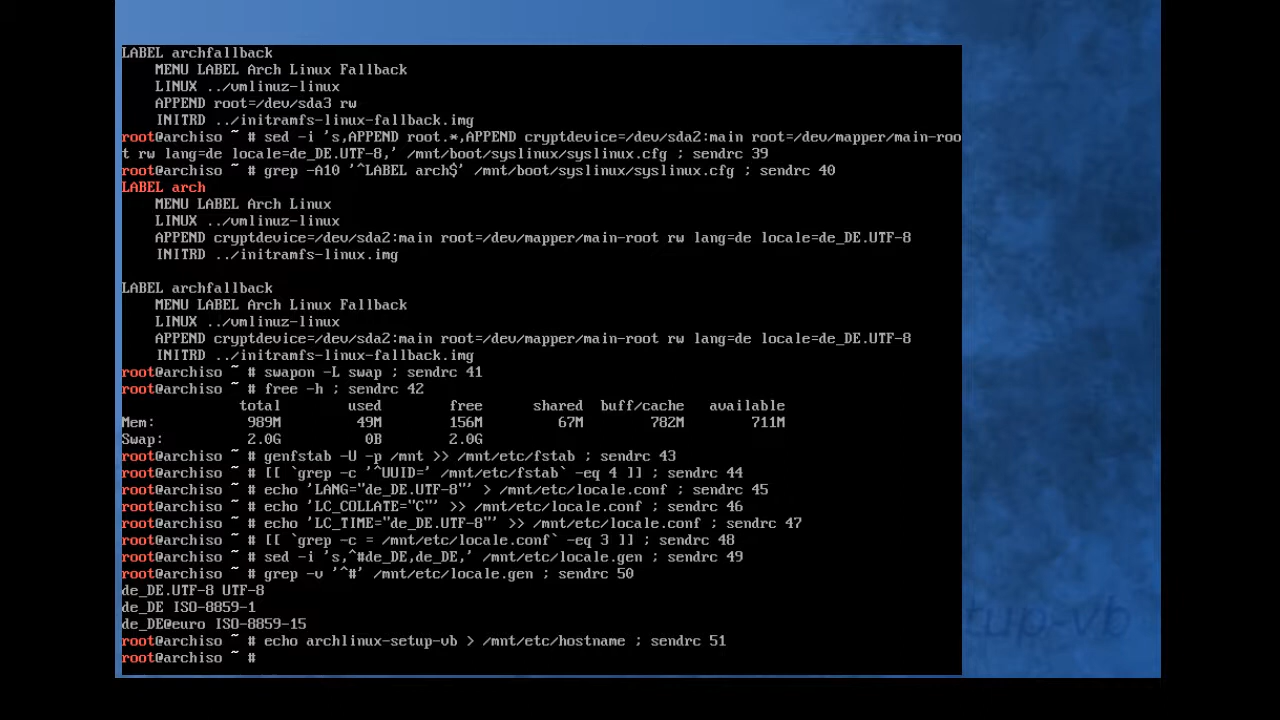 LABEL archfallback
    MENU LABEL Arch Linux Fallback
    LINUX ../vmlinuz-linux
    APPEND root=/dev/sda3 rw
    INITRD ../initramfs-linux-fallback.img
root@archiso ~ # sed -i 's,APPEND root.*,APPEND cryptdevice=/dev/sda2:main root=/dev/mapper/main-roo
t rw lang=de locale=de_DE.UTF-8,' /mnt/boot/syslinux/syslinux.cfg ; sendrc 39
root@archiso ~ # grep -A10 '^LABEL arch$' /mnt/boot/syslinux/syslinux.cfg ; sendrc 40
LABEL arch
    MENU LABEL Arch Linux
    LINUX ../vmlinuz-linux
    APPEND cryptdevice=/dev/sda2:main root=/dev/mapper/main-root rw lang=de locale=de_DE.UTF-8
    INITRD ../initramfs-linux.img

LABEL archfallback
    MENU LABEL Arch Linux Fallback
    LINUX ../vmlinuz-linux
    APPEND cryptdevice=/dev/sda2:main root=/dev/mapper/main-root rw lang=de locale=de_DE.UTF-8
    INITRD ../initramfs-linux-fallback.img
root@archiso ~ # swapon -L swap ; sendrc 41
root@archiso ~ # free -h ; sendrc 42
              total        used        free      shared  buff/cache   available
Mem:           989M         49M        156M         67M        782M        711M
Swap:          2.0G          0B        2.0G
root@archiso ~ # genfstab -U -p /mnt >> /mnt/etc/fstab ; sendrc 43
root@archiso ~ # [[ `grep -c '^UUID=' /mnt/etc/fstab` -eq 4 ]] ; sendrc 44
root@archiso ~ # echo 'LANG="de_DE.UTF-8"' > /mnt/etc/locale.conf ; sendrc 45
root@archiso ~ # echo 'LC_COLLATE="C"' >> /mnt/etc/locale.conf ; sendrc 46
root@archiso ~ # echo 'LC_TIME="de_DE.UTF-8"' >> /mnt/etc/locale.conf ; sendrc 47
root@archiso ~ # [[ `grep -c = /mnt/etc/locale.conf` -eq 3 ]] ; sendrc 48
root@archiso ~ # sed -i 's,^#de_DE,de_DE,' /mnt/etc/locale.gen ; sendrc 49
root@archiso ~ # grep -v '^#' /mnt/etc/locale.gen ; sendrc 50
de_DE.UTF-8 UTF-8
de_DE ISO-8859-1
de_DE@euro ISO-8859-15
root@archiso ~ # echo archlinux-setup-vb > /mnt/etc/hostname ; sendrc 51
root@archiso ~ #
tup-vb